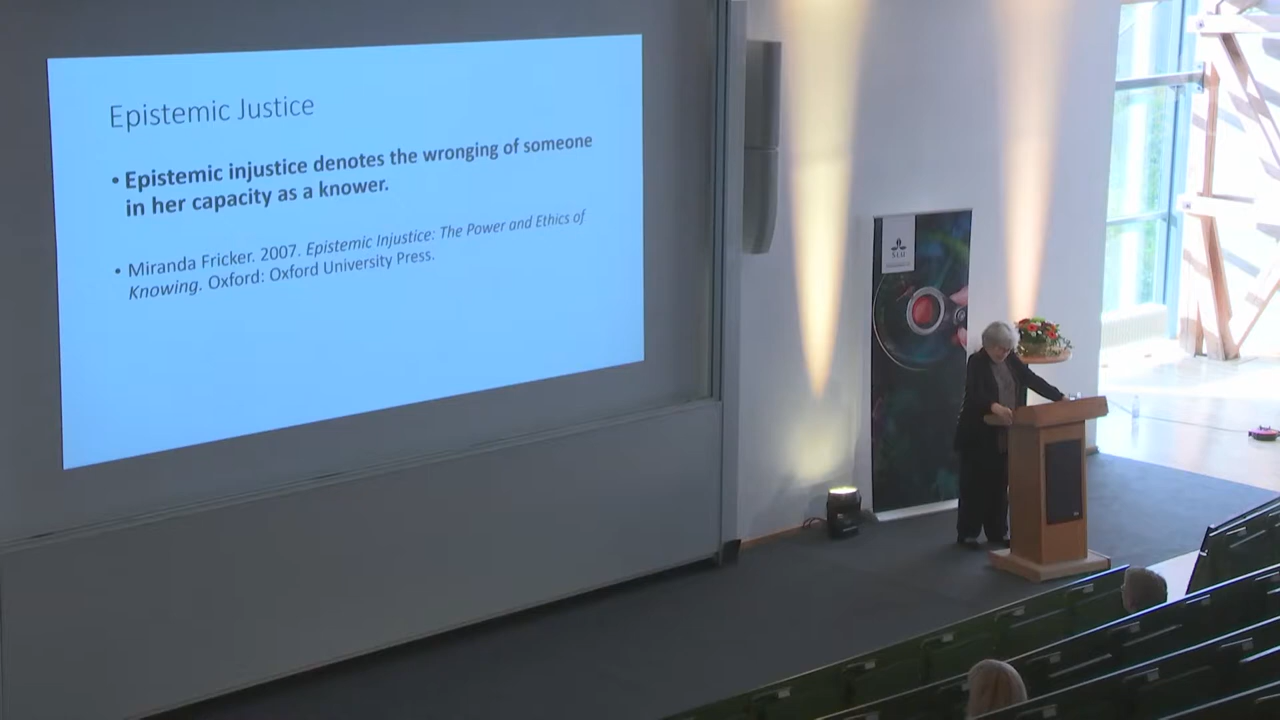 Epistemic Justice
• Epistemic injustice denotes the wronging of someone
in her capacity as a knower.
• Miranda Fricker. 2007. Epistemic Injustice: The Power and Ethics of
Knowing. Oxford: Oxford University Press.
SLU